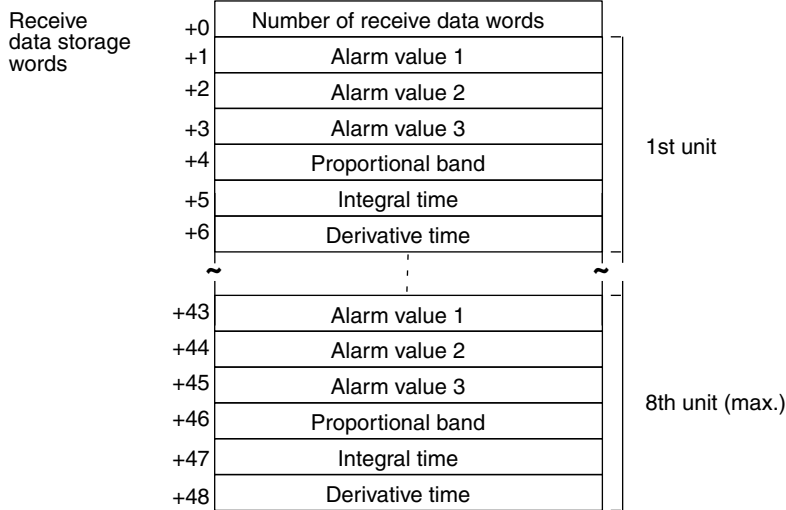 Receive
data storage
words
+0 Number of receive data words
+1 Alarm value 1
+2 Alarm value 2
+3 Alarm value 3
+4 Proportional band
+5 Integral time
+6 Derivative time
1st unit
~ ~
+43 Alarm value 1
+44 Alarm value 2
+45 Alarm value 3
+46 Proportional band
+47 Integral time
+48 Derivative time
8th unit (max.)